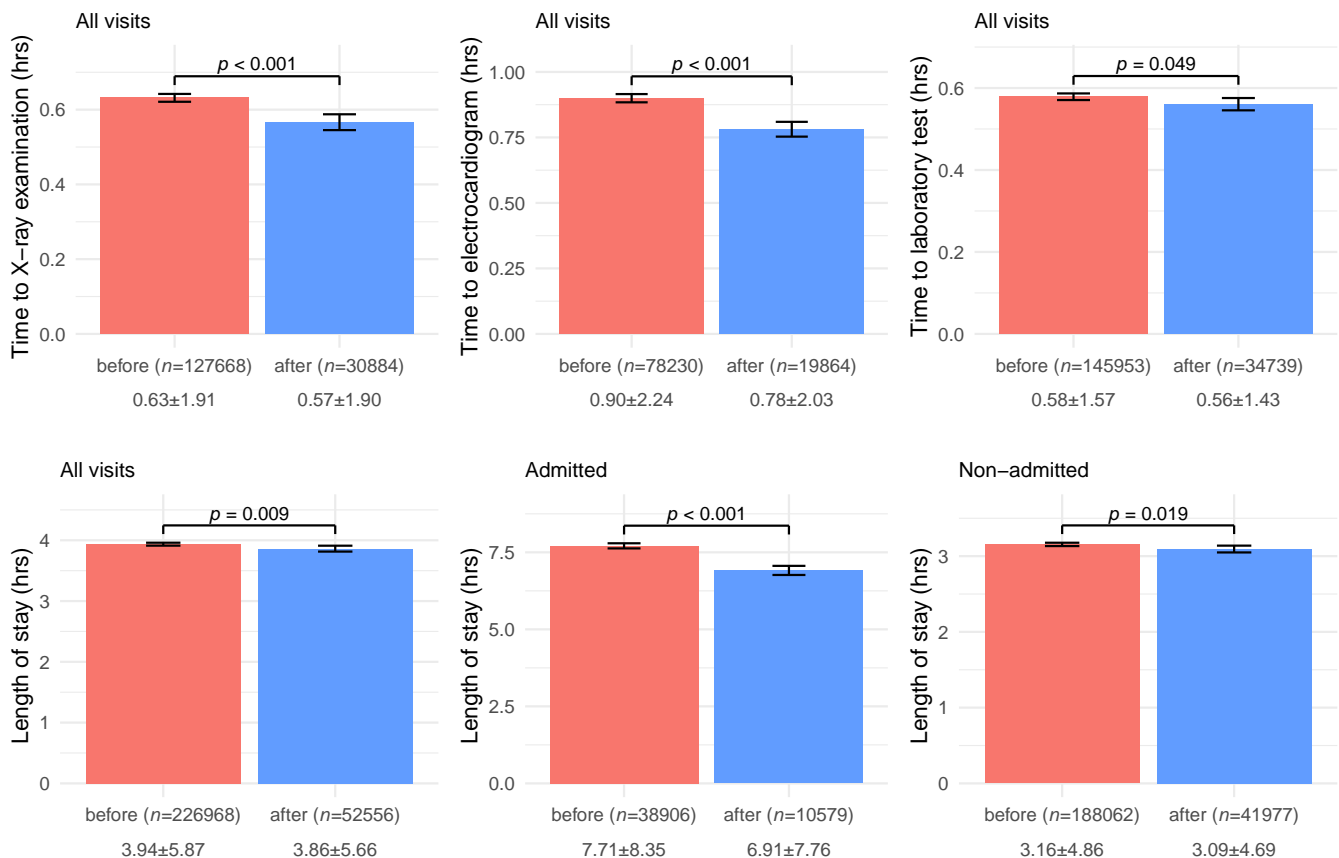 All visits
Time to X−ray examination (hrs)
p < 0.001
0.6
0.4
0.2
0.0
before (n=127668)
after (n=30884)
0.63±1.91
0.57±1.90
All visits
Time to electrocardiogram (hrs)
p < 0.001
1.00
0.75
0.50
0.25
0.00
before (n=78230)
after (n=19864)
0.90±2.24
0.78±2.03
All visits
Time to laboratory test (hrs)
p = 0.049
0.6
0.4
0.2
0.0
before (n=145953)
after (n=34739)
0.58±1.57
0.56±1.43
All visits
Length of stay (hrs)
p = 0.009
4
3
2
1
0
before (n=226968)
after (n=52556)
3.94±5.87
3.86±5.66
Admitted
Length of stay (hrs)
p < 0.001
7.5
5.0
2.5
0.0
before (n=38906)
after (n=10579)
7.71±8.35
6.91±7.76
Non−admitted
Length of stay (hrs)
p = 0.019
3
2
1
0
before (n=188062)
after (n=41977)
3.16±4.86
3.09±4.69